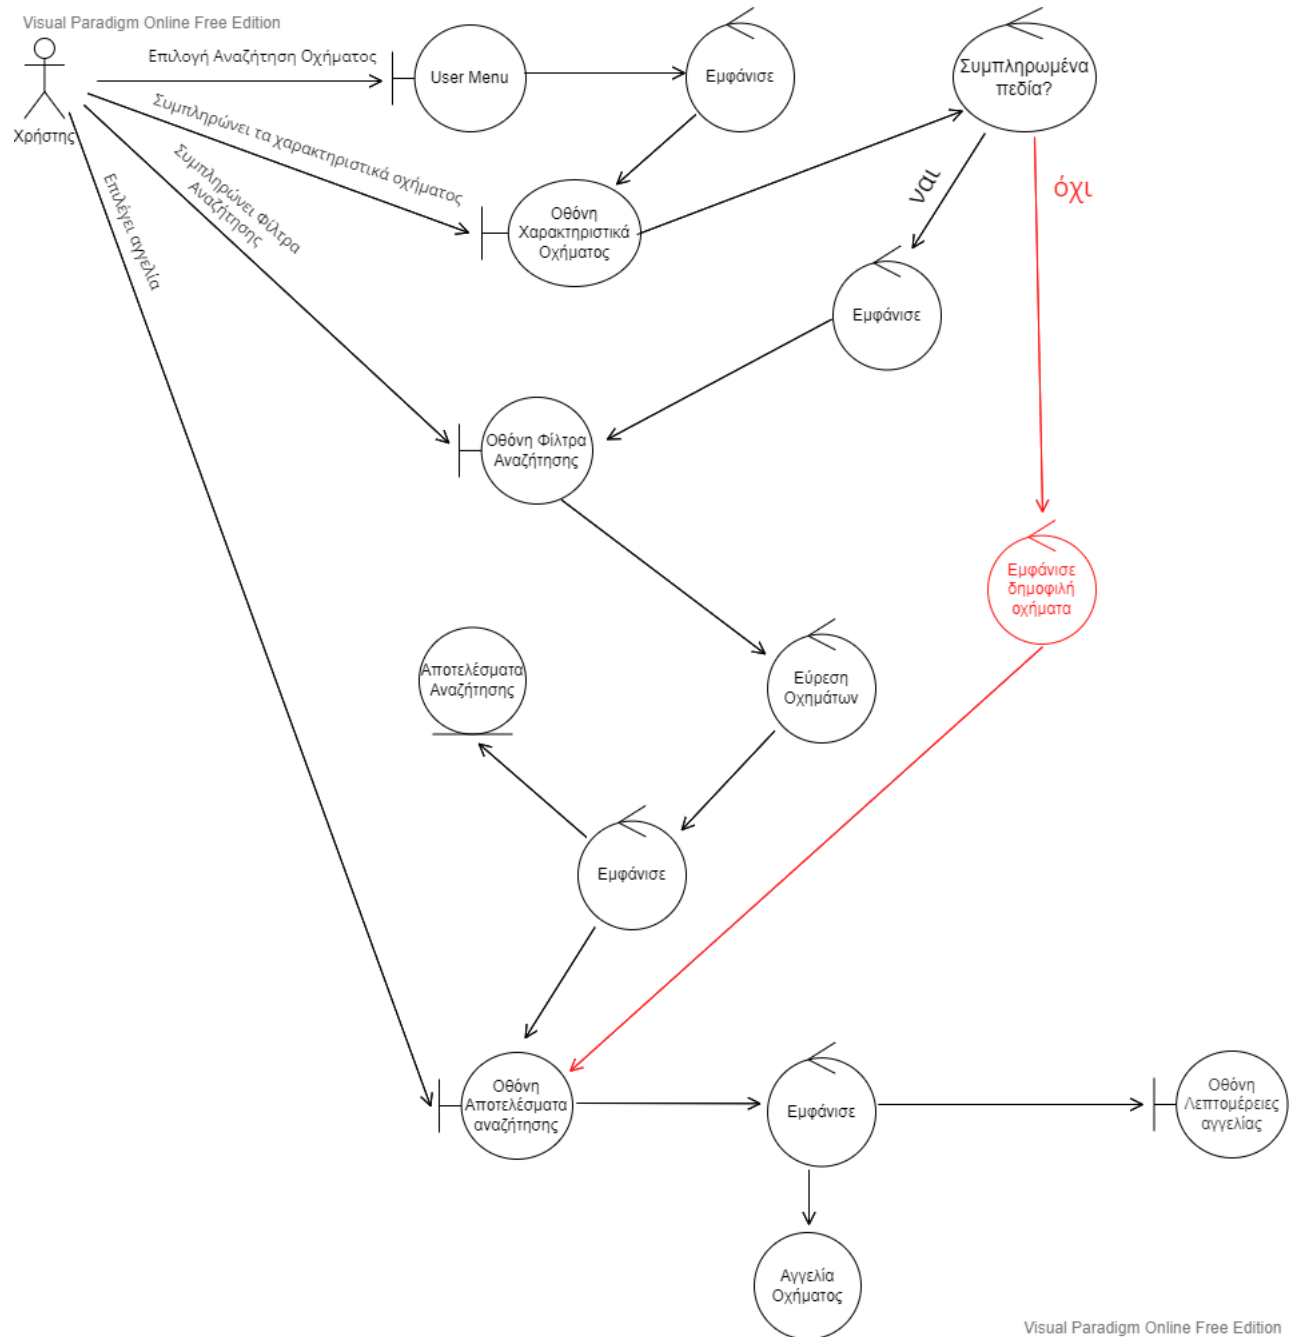 Visual Paradigm Online Free Edition
Επιλογή Αναζήτηση Οχήματος
User Menu
Εμφάνισε
Συμπληρωμένα
πεδία?
Χρήστης
Συμπληρώνει τα χαρακτηριστικά οχήματος
Συμπληρώνει Φίλτρα
Αναζήτησης
Επιλέγει αγγελία
ναι
όχι
Οθόνη
Χαρακτηριστικά
Οχήματος
Εμφάνισε
Οθόνη Φίλτρα
Αναζήτησης
Εμφάνισε
δημοφιλή
οχήματα
Αποτελέσματα
Αναζήτησης
Εύρεση
Οχημάτων
Εμφάνισε
Οθόνη
Αποτελέσματα
αναζήτησης
Εμφάνισε
Οθόνη
Λεπτομέρειες
αγγελίας
Αγγελία
Οχήματος
Visual Paradigm Online Free Edition